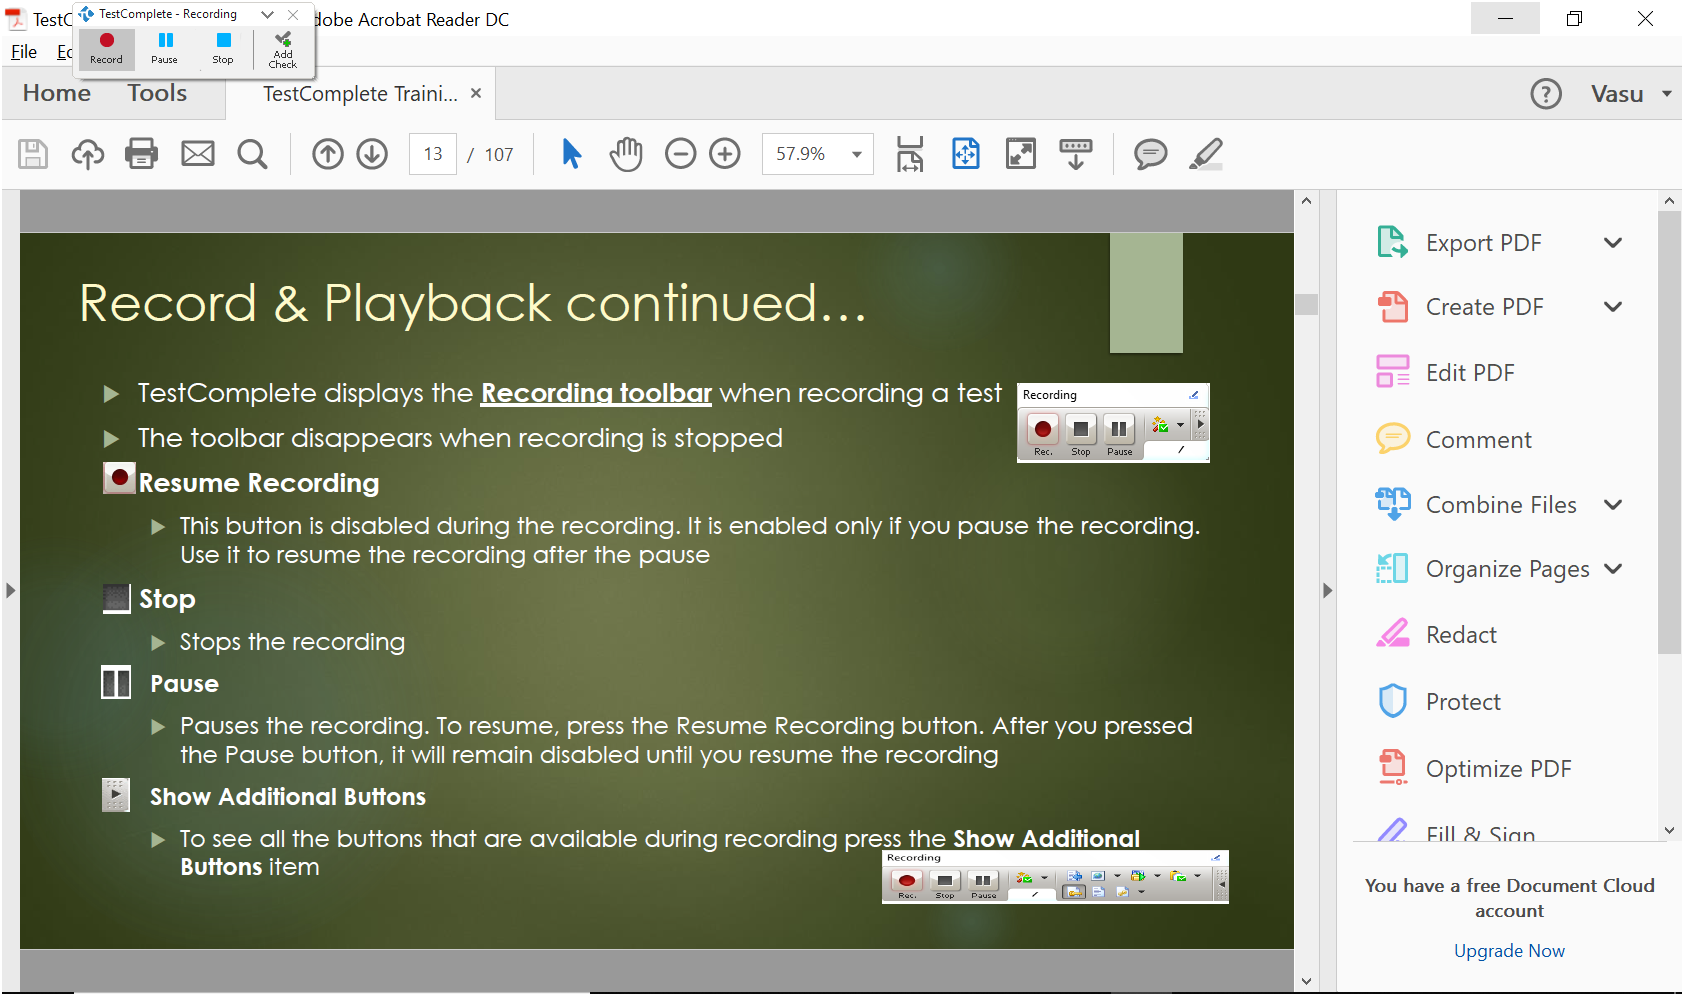 TestComplete - Recording
dobe Acrobat Reader DC
Record Pause Stop Add Check
File
Home Tools TestComplete Traini... Vasu
13 / 107 57.9%
Record & Playback continued...
TestComplete displays the Recording toolbar when recording a test
The toolbar disappears when recording is stopped
Recording
Rec. Stop Pause
Resume Recording
This button is disabled during the recording. It is enabled only if you pause the recording.
Use it to resume the recording after the pause
Stop
Stops the recording
Pause
Pauses the recording. To resume, press the Resume Recording button. After you pressed
the Pause button, it will remain disabled until you resume the recording
Show Additional Buttons
To see all the buttons that are available during recording press the Show Additional
Buttons item
Recording
Rec. Stop Pause
Export PDF
Create PDF
Edit PDF
Comment
Combine Files
Organize Pages
Redact
Protect
Optimize PDF
Fill & Sign
You have a free Document Cloud
account
Upgrade Now